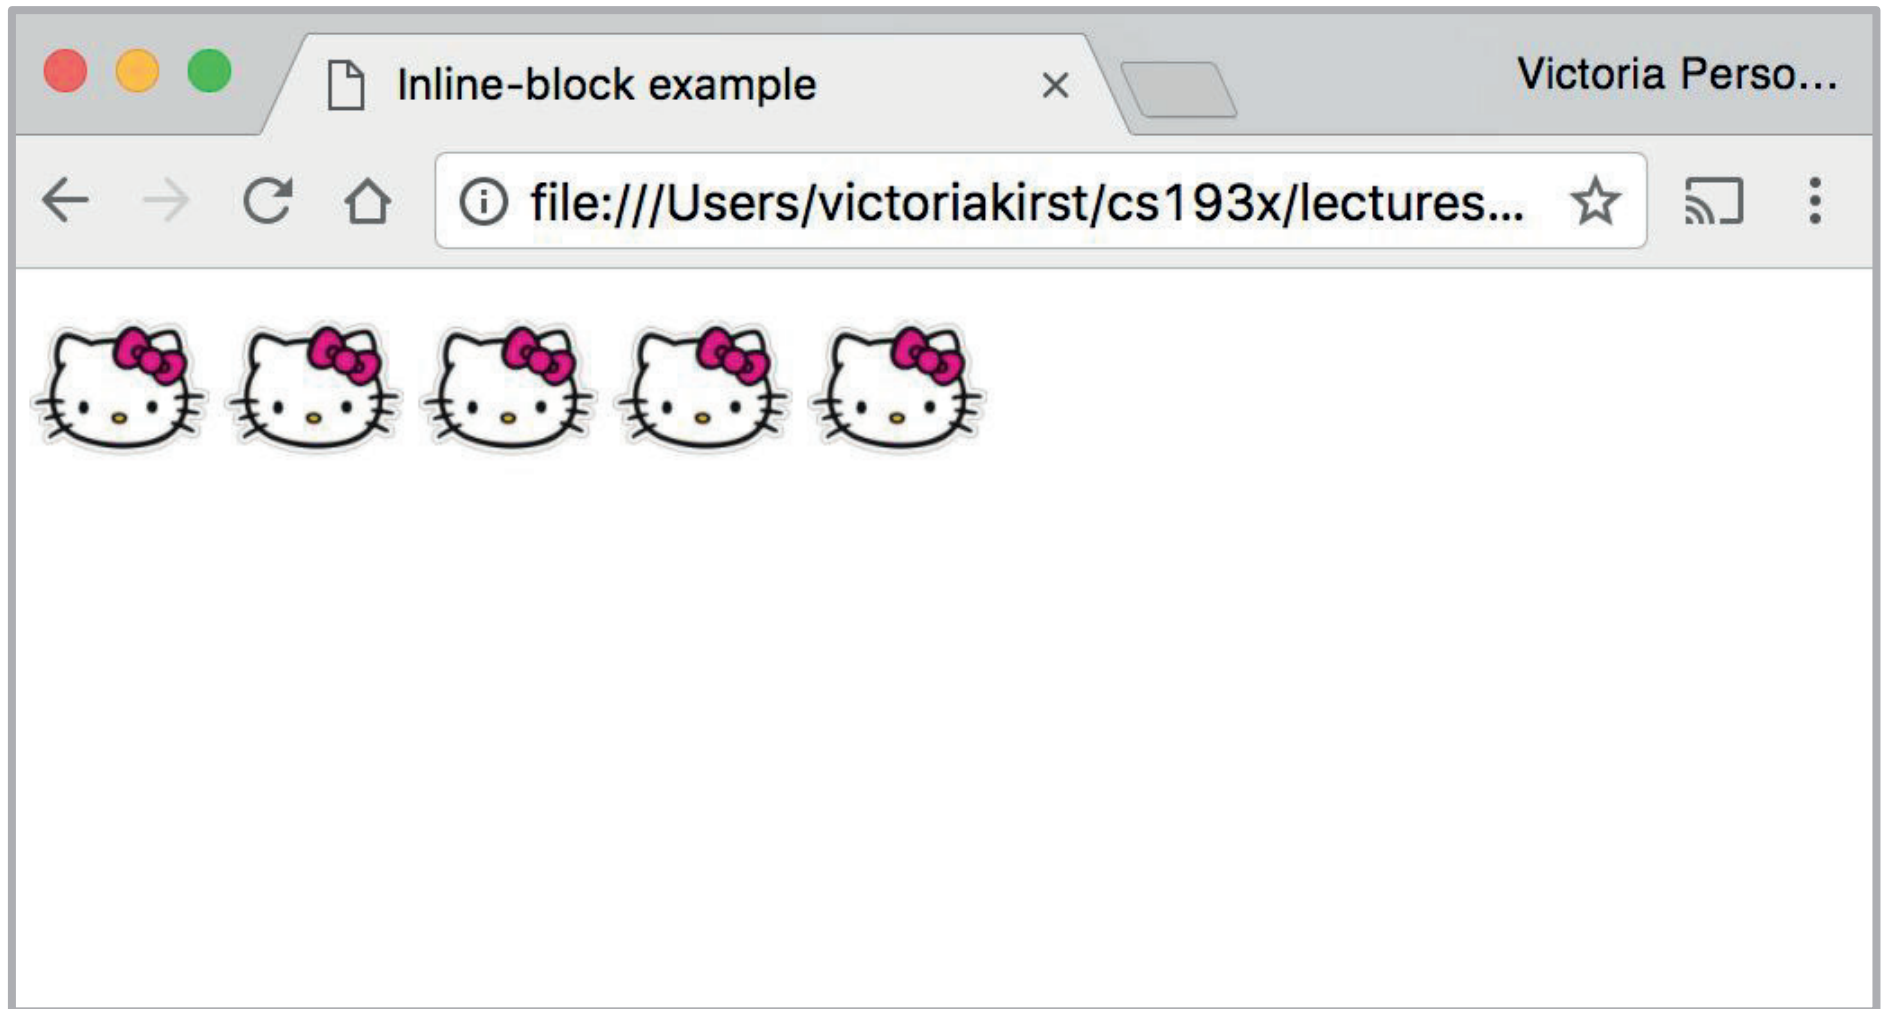 Inline-block example
Victoria Perso...
file:///Users/victoriakirst/cs193x/lectures...